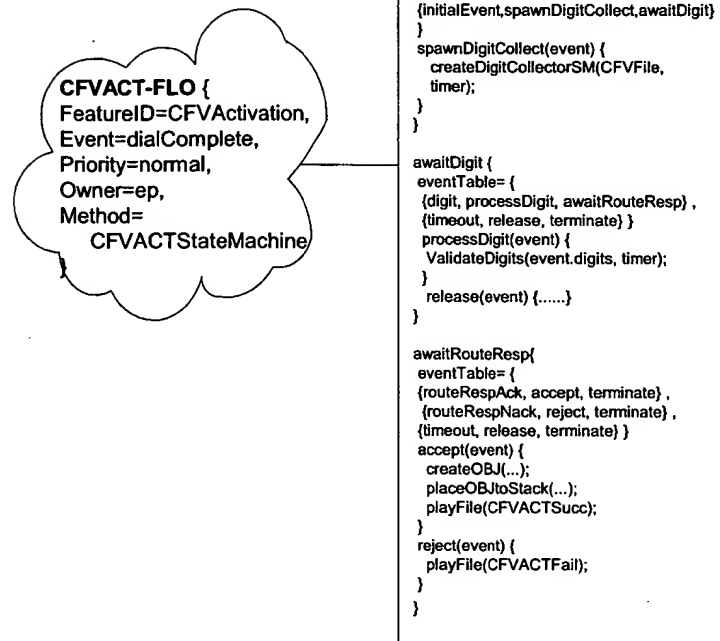 CFVACT-FLO {
FeatureID=CFVActivation,
Event=dialComplete,
Priority=normal,
Owner=ep,
Method=
CFVACTStateMachine
}
{initialEvent,spawnDigitCollect,awaitDigit}
}
spawnDigitCollect(event) {
createDigitCollectorSM(CFVFile,
timer);
}
}
awaitDigit {
eventTable= {
{digit, processDigit, awaitRouteResp} ,
{timeout, release, terminate} }
processDigit(event) {
ValidateDigits(event.digits, timer);
}
release(event) {......}
}
awaitRouteResp{
eventTable= {
{routeRespAck, accept, terminate} ,
{routeRespNack, reject, terminate} ,
{timeout, release, terminate} }
accept(event) {
createOBJ(...);
placeOBJtoStack(...);
playFile(CFVACTSucc);
}
reject(event) {
playFile(CFVACTFail);
}
}